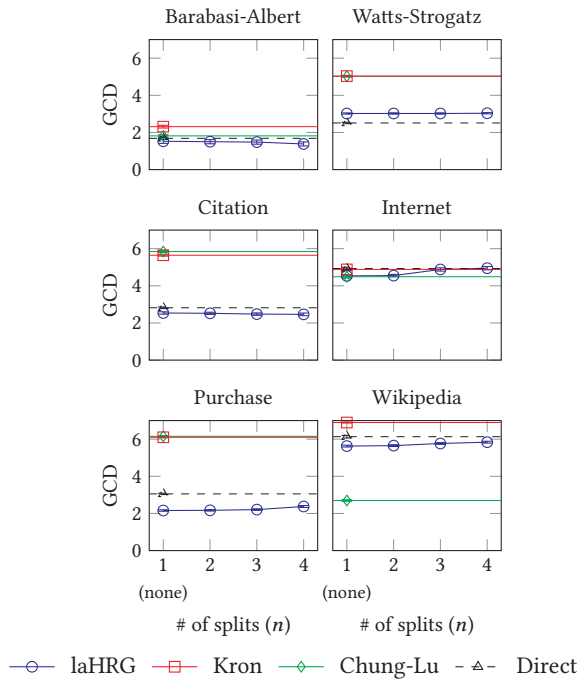 Barabasi-Albert Watts-Strogatz
6
4
2
0
GCD
Citation Internet
6
4
2
0
GCD
Purchase Wikipedia
6
4
2
0
GCD
1 2 3 4 1 2 3 4
(none) (none)
# of splits (n) # of splits (n)
laHRG Kron Chung-Lu Direct